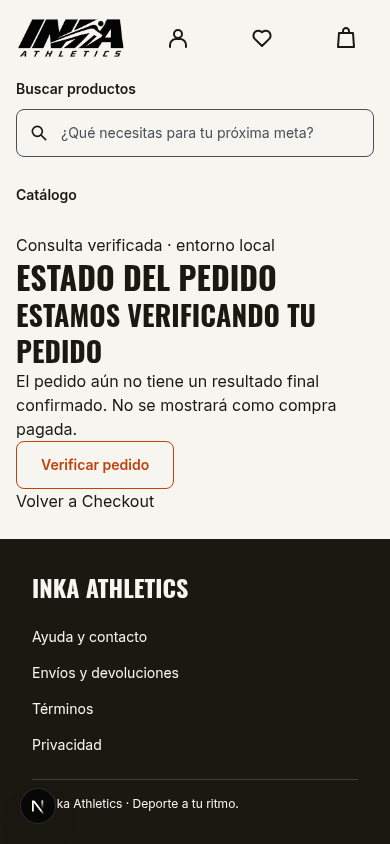 INKA
ATHLETICS
Buscar productos
¿Qué necesitas para tu próxima meta?
Catálogo
Consulta verificada · entorno local
ESTADO DEL PEDIDO
ESTAMOS VERIFICANDO TU
PEDIDO
El pedido aún no tiene un resultado final
confirmado. No se mostrará como compra
pagada.
Verificar pedido
Volver a Checkout
INKA ATHLETICS
Ayuda y contacto
Envíos y devoluciones
Términos
Privacidad
N
ka Athletics · Deporte a tu ritmo.